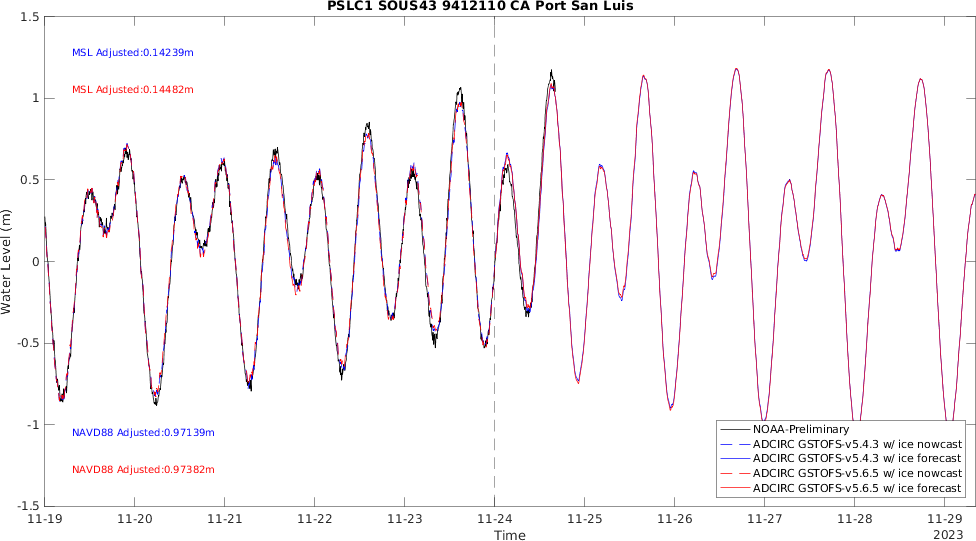 PSLC1 SOUS43 9412110 CA Port San Luis
1.5
MSL Adjusted:0.14239m
MSL Adjusted:0.14482m
1
0.5
0
-0.5
-1
-1.5
Water Level (m)
NAVD88 Adjusted:0.97139m
NAVD88 Adjusted:0.97382m
NOAA-Preliminary
ADCIRC GSTOFS-v5.4.3 w/ ice nowcast
ADCIRC GSTOFS-v5.4.3 w/ ice forecast
ADCIRC GSTOFS-v5.6.5 w/ ice nowcast
ADCIRC GSTOFS-v5.6.5 w/ ice forecast
11-19 11-20 11-21 11-22 11-23 11-24 11-25 11-26 11-27 11-28 11-29
Time
2023